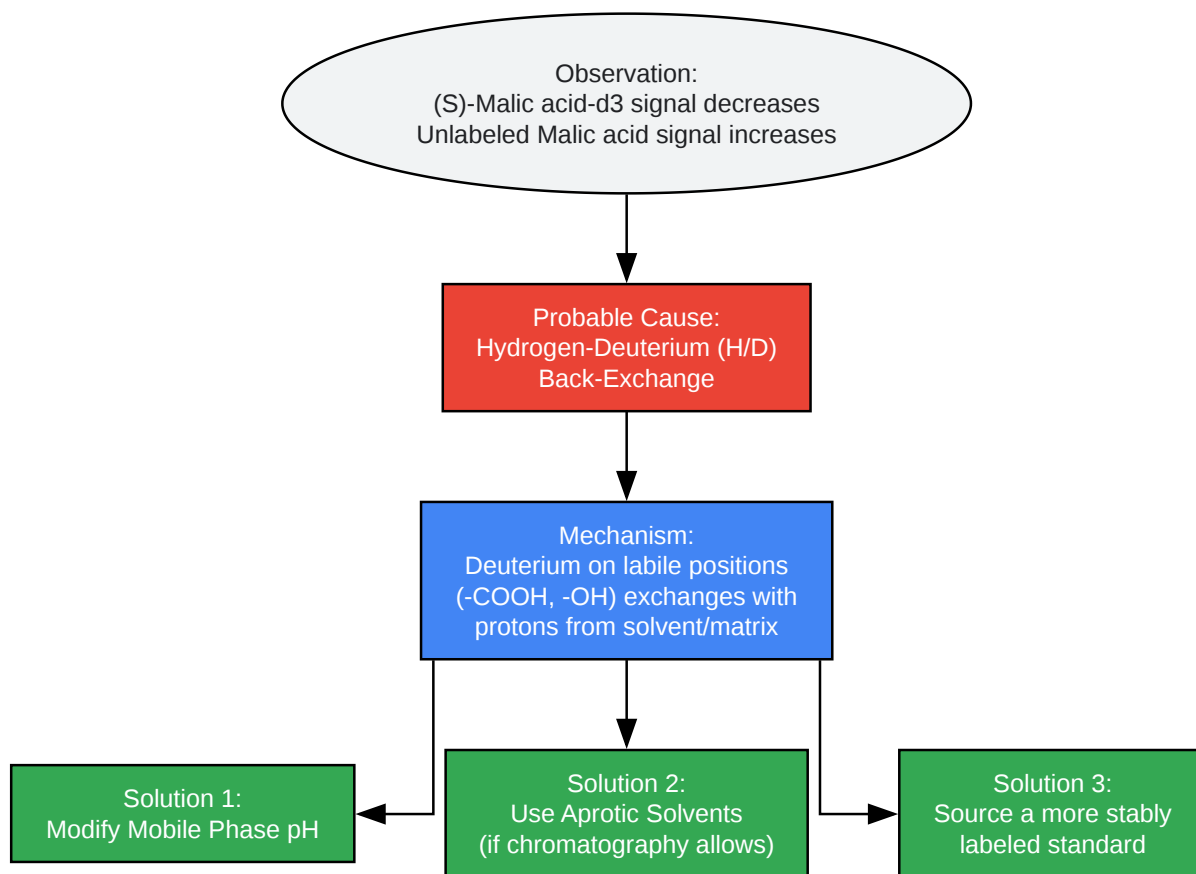 Observation:
(S)-Malic acid-d3 signal decreases
Unlabeled Malic acid signal increases
Probable Cause:
Hydrogen-Deuterium (H/D)
Back-Exchange
Mechanism:
Deuterium on labile positions
(-COOH, -OH) exchanges with
protons from solvent/matrix
Solution 1:
Modify Mobile Phase pH
Solution 2:
Use Aprotic Solvents
(if chromatography allows)
Solution 3:
Source a more stably
labeled standard